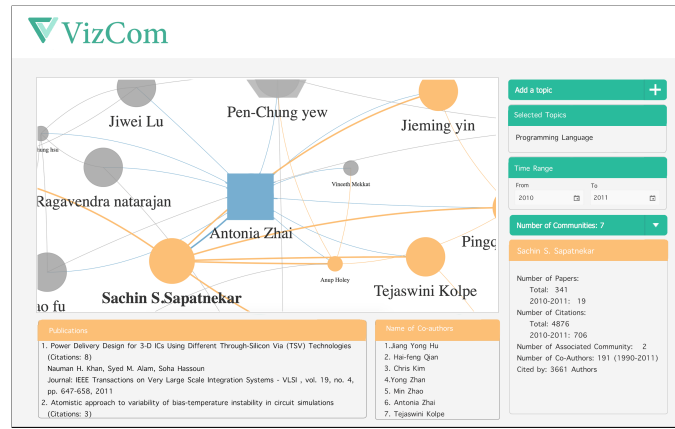 VizCom
Jiwei Lu
Pen-Chung yew
Jieming yin
Ragavendra natarajan
Vineeth Mekkat
Antonia Zhai
Anup Holey
Sachin S.Sapatnekar
Tejaswini Kolpe
Add a topic
Selected Topics
Programming Language
Time Range
From To
2010 2011
Number of Communities: 7
Sachin S. Sapatnekar
Number of Papers:
Total: 341
2010-2011: 19
Number of Citations:
Total: 4876
2010-2011: 706
Number of Associated Community: 2
Number of Co-Authors: 191 (1990-2011)
Cited by: 3661 Authors
Publications
1. Power Delivery Design for 3-D ICs Using Different Through-Silicon Via (TSV) Technologies
(Citations: 8)
Nauman H. Khan, Syed M. Alam, Soha Hassoun
Journal: IEEE Transactions on Very Large Scale Integration Systems - VLSI , vol. 19, no. 4,
pp. 647-658, 2011
2. Atomistic approach to variability of bias-temperature instability in circuit simulations
(Citations: 3)
Name of Co-authors
1.Jiang Yong Hu
2. Hai-feng Qian
3. Chris Kim
4.Yong Zhan
5. Min Zhao
6. Antonia Zhai
7. Tejaswini Kolpe